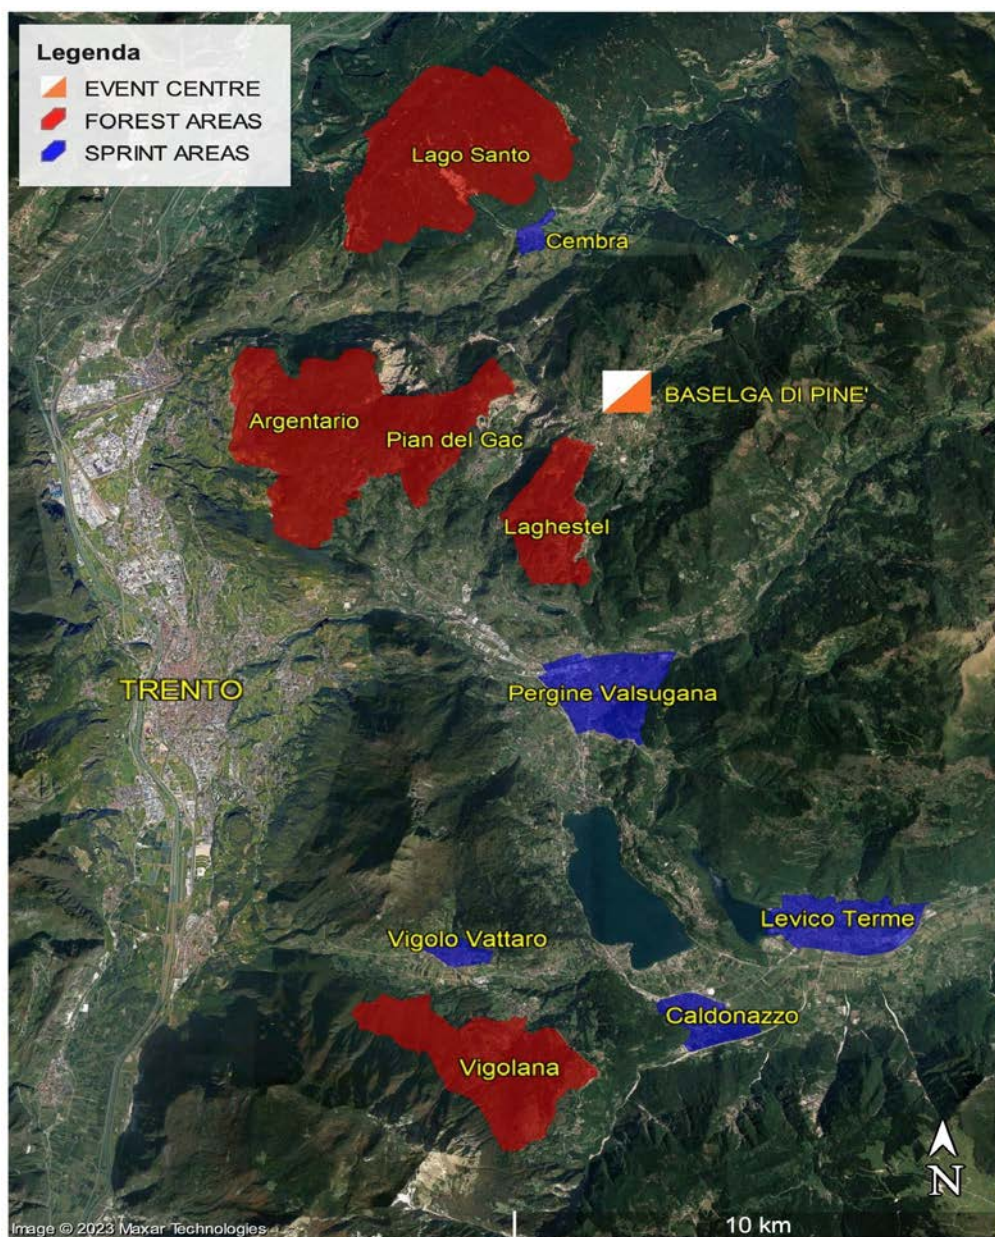 Legenda
EVENT CENTRE
FOREST AREAS
SPRINT AREAS
Lago Santo
Cembra
BASELGA DI PINE'
Argentario
Pian del Gac
Laghestel
TRENTO
Pergine Valsugana
Levico Terme
Vigolo Vattaro
Caldonazzo
Vigolana
N
Image © 2023 Maxar Technologies
10 km